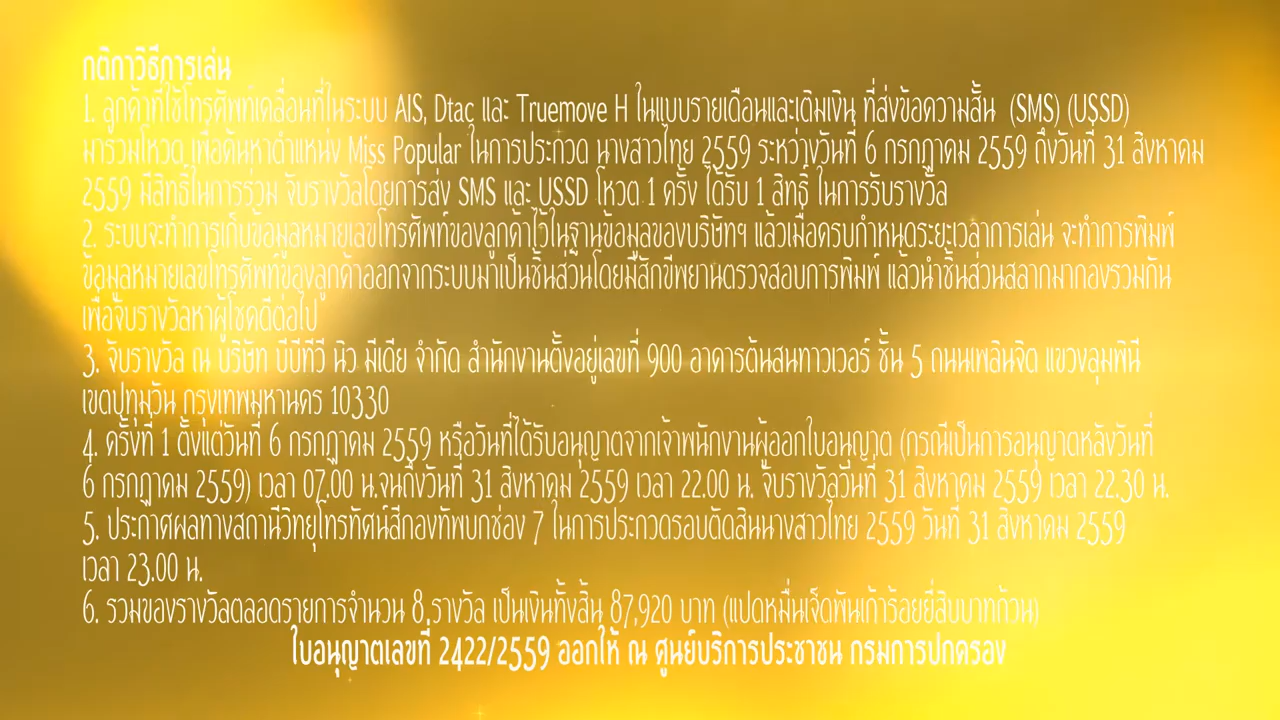 กติกาวิธีการเล่น
1. ลูกค้าที่ใช้โทรศัพท์เคลื่อนที่ในระบบ AIS, Dtac และ Truemove H ในแบบรายเดือนและเติมเงิน ที่ส่งข้อความสั้น (SMS) (USSD)
มาร่วมโหวต เพื่อค้นหาตำแหน่ง Miss Popular ในการประกวด นางสาวไทย 2559 ระหว่างวันที่ 6 กรกฎาคม 2559 ถึงวันที่ 31 สิงหาคม
2559 มีสิทธิ์ในการร่วม จับรางวัลโดยการส่ง SMS และ USSD โหวต 1 ครั้ง ได้รับ 1 สิทธิ์ ในการรับรางวัล
2. ระบบจะทำการเก็บข้อมูลหมายเลขโทรศัพท์ของลูกค้าไว้ในฐานข้อมูลของบริษัทฯ แล้วเมื่อครบกำหนดระยะเวลาการเล่น จะทำการพิมพ์
ข้อมูลหมายเลขโทรศัพท์ของลูกค้าออกจากระบบมาเป็นชิ้นส่วนโดยมีสักขีพยานตรวจสอบการพิมพ์ แล้วนำชิ้นส่วนสลากมากองรวมกัน
เพื่อจับรางวัลหาผู้โชคดีต่อไป
3. จับรางวัล ณ บริษัท บีบีทีวี นิว มีเดีย จำกัด สำนักงานตั้งอยู่เลขที่ 900 อาคารต้นสนทาวเวอร์ ชั้น 5 ถนนเพลินจิต แขวงลุมพินี
เขตปทุมวัน กรุงเทพมหานคร 10330
4. ครั้งที่ 1 ตั้งแต่วันที่ 6 กรกฎาคม 2559 หรือวันที่ได้รับอนุญาตจากเจ้าพนักงานผู้ออกใบอนุญาต (กรณีเป็นการอนุญาตหลังวันที่
6 กรกฎาคม 2559) เวลา 07.00 น.จนถึงวันที่ 31 สิงหาคม 2559 เวลา 22.00 น. จับรางวัลวันที่ 31 สิงหาคม 2559 เวลา 22.30 น.
5. ประกาศผลทางสถานีวิทยุโทรทัศน์สีกองทัพบกช่อง 7 ในการประกวดรอบตัดสินนางสาวไทย 2559 วันที่ 31 สิงหาคม 2559
เวลา 23.00 น.
6. รวมของรางวัลตลอดรายการจำนวน 8 รางวัล เป็นเงินทั้งสิ้น 87,920 บาท (แปดหมื่นเจ็ดพันเก้าร้อยยี่สิบบาทถ้วน)
ใบอนุญาตเลขที่ 2422/2559 ออกให้ ณ ศูนย์บริการประชาชน กรมการปกครอง